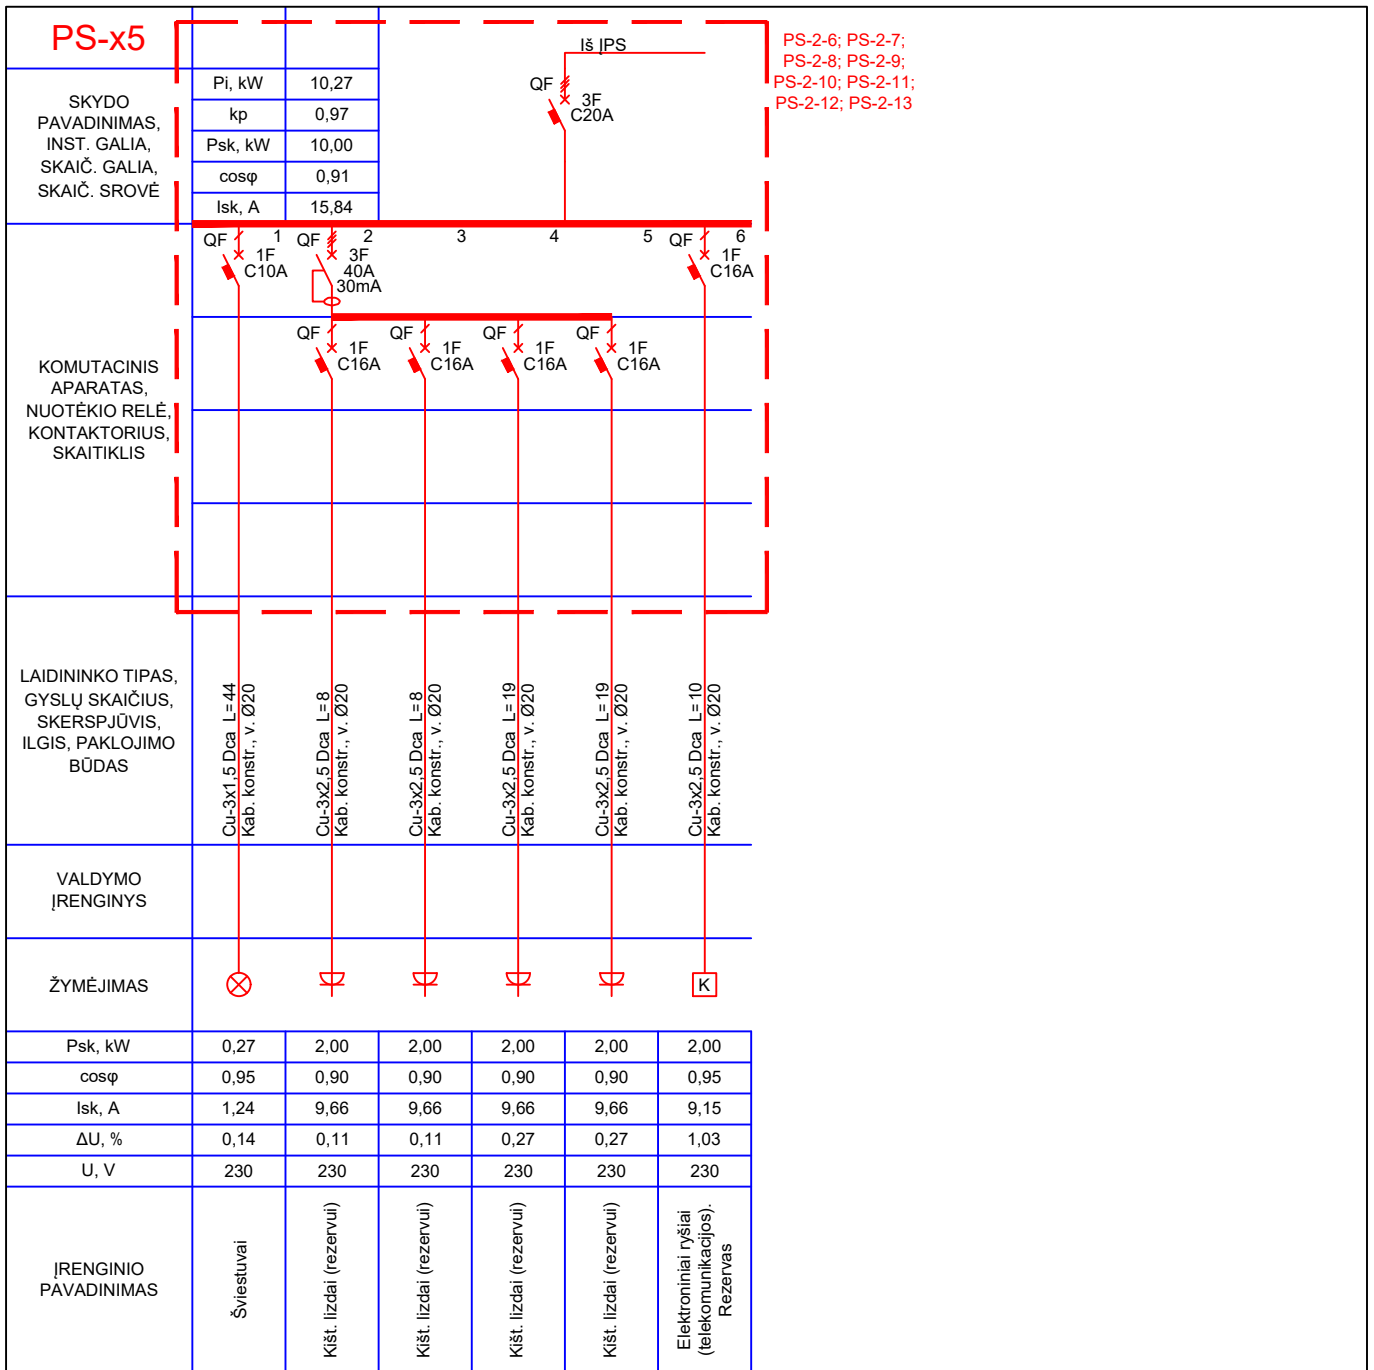 PS-x5
Iš ĮPS
PS-2-6; PS-2-7;
PS-2-8; PS-2-9;
PS-2-10; PS-2-11;
PS-2-12; PS-2-13
SKYDO
PAVADINIMAS,
INST. GALIA,
SKAIČ. GALIA,
SKAIČ. SROVĖ
Pi, kW 10,27
kp 0,97
Psk, kW 10,00
cosφ 0,91
Isk, A 15,84
QF
3F
C20A
1 2 3 4 5 6
QF 1F C10A
QF 3F 40A 30mA
QF 1F C16A
KOMUTACINIS
APARATAS,
NUOTĖKIO RELĖ,
KONTAKTORIUS,
SKAITIKLIS
QF 1F C16A
QF 1F C16A
QF 1F C16A
QF 1F C16A
LAIDININKO TIPAS,
GYSLŲ SKAIČIUS,
SKERSPJŪVIS,
ILGIS, PAKLOJIMO
BŪDAS
Cu-3x1,5 Dca L=44
Kab. konstr., v. Ø20
Cu-3x2,5 Dca L=8
Kab. konstr., v. Ø20
Cu-3x2,5 Dca L=8
Kab. konstr., v. Ø20
Cu-3x2,5 Dca L=19
Kab. konstr., v. Ø20
Cu-3x2,5 Dca L=19
Kab. konstr., v. Ø20
Cu-3x2,5 Dca L=10
Kab. konstr., v. Ø20
VALDYMO
ĮRENGINYS
ŽYMĖJIMAS
K
Psk, kW 0,27 2,00 2,00 2,00 2,00 2,00
cosφ 0,95 0,90 0,90 0,90 0,90 0,95
Isk, A 1,24 9,66 9,66 9,66 9,66 9,15
ΔU, % 0,14 0,11 0,11 0,27 0,27 1,03
U, V 230 230 230 230 230 230
ĮRENGINIO
PAVADINIMAS
Šviestuvai
Kišt. lizdai (rezervui)
Kišt. lizdai (rezervui)
Kišt. lizdai (rezervui)
Kišt. lizdai (rezervui)
Elektroniniai ryšiai
(telekomunikacijos).
Rezervas